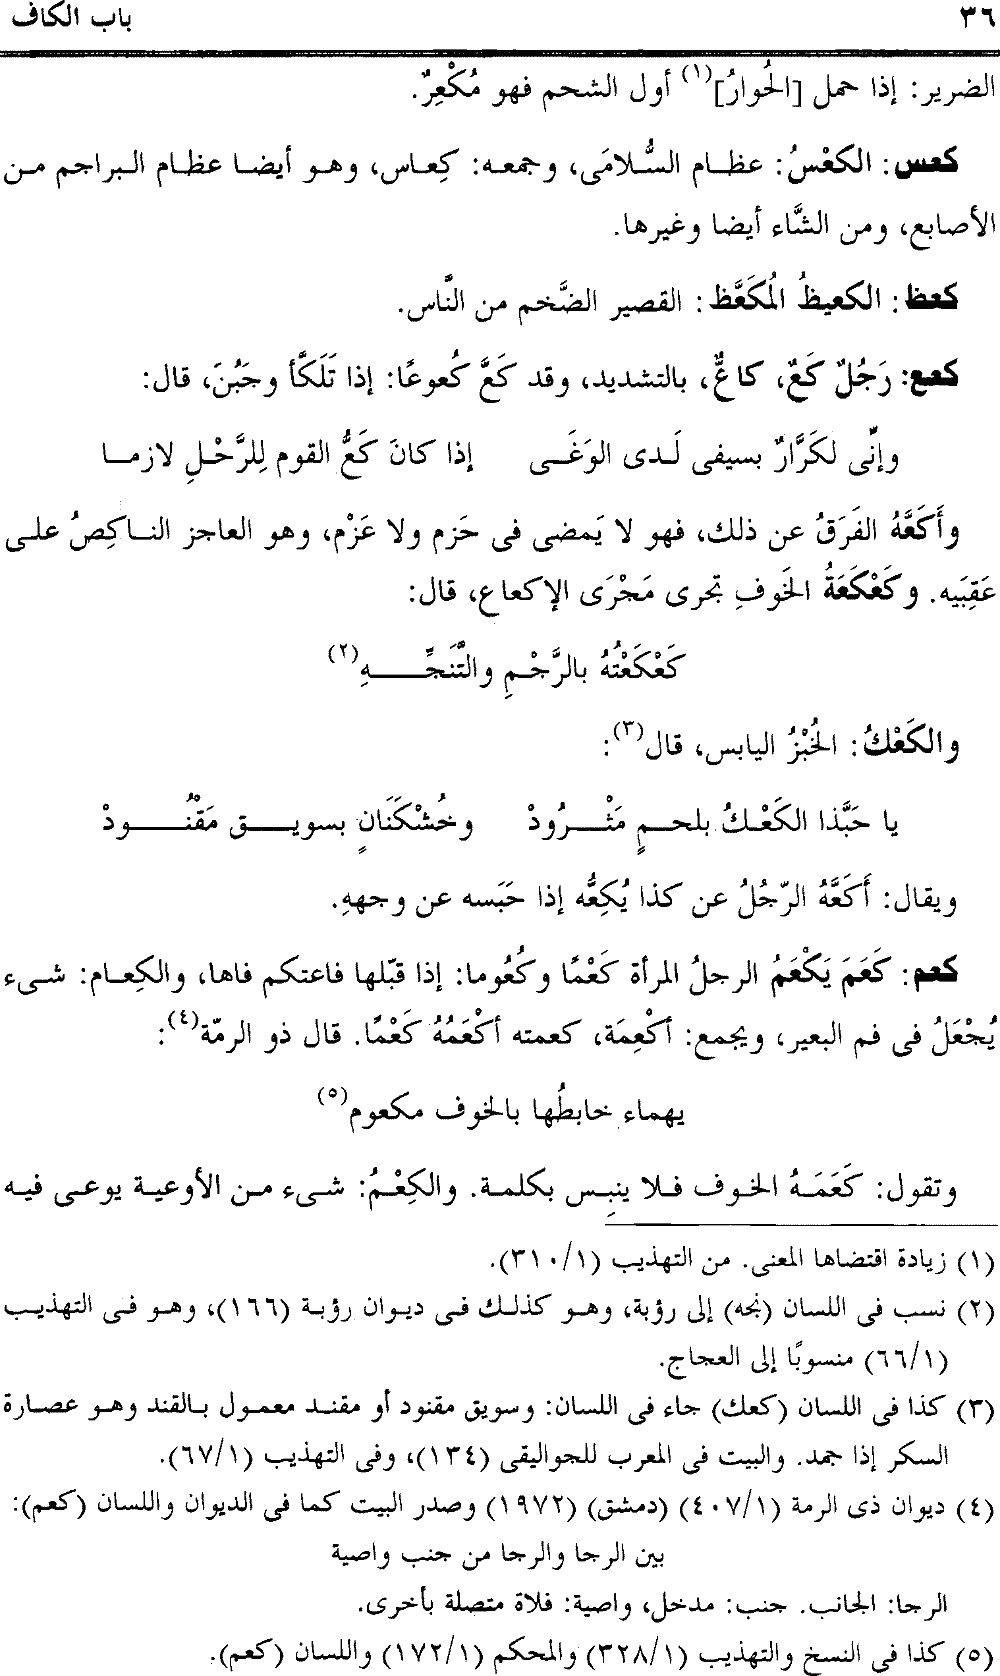 ٣٦ باب الكاف
الضرير: إذا حمل [الحُوارُ](١) أول الشحم فهو مُكْعِرٌ.
كعس: الكَعْسُ: عظام السُّلامَى، وجمعه: كِعاس، وهو أيضا عظام البراجم من
الأصابع، ومن الشَّاء أيضا وغيرها.
كعظ: الكعيظُ المُكَعَّظ: القصير الضَّخم من النَّاس.
كعع: رَجُلٌ كَعٌ، كاعٌّ، بالتشديد، وقد كَعَّ كُعوعًا: إذا تَلَكَّأ وجَبُنَ، قال:
وإنِّى لكَرَّارٌ بسيفى لَدى الوَغَى إذا كانَ كَعُّ القوم لِلرَّحْلِ لازما
وأَكَعَّهُ الفَرَقُ عن ذلك، فهو لا يَمضى فى حَزم ولا عَزْم، وهو العاجز الناكِصُ على
عَقِبَيه. وكَعْكَعَةُ الخَوفِ تجرى مَجْرَى الإكعاع، قال:
كَعْكَعْتُهُ بالرَّجْمِ والتَّنَجِّهِ(٢)
والكَعْكُ: الخُبْزُ اليابس، قال(٣):
يا حَبَّذا الكَعْكُ بلحمٍ مَثْرُودْ وخُشْكَنَانٍ بسويق مَقْنُودْ
ويقال: أَكَعَّهُ الرّجُلُ عن كذا يُكِعُّه إذا حَبَسه عن وجههِ.
كعم: كَعَمَ يَكْعَمُ الرجلُ المرأة كَعْمًا وكُعُوما: إذا قبّلها فاعتكم فاها، والكِعام: شىء
يُجْعَلُ فى فم البعير، ويجمع: أكْعِمَة، كعمته أكْعَمُهُ كَعْمًا. قال ذو الرمّة(٤):
يهماء خابطُها بالخوف مكعوم(٥)
وتقول: كَعَمَهُ الخوف فلا ينبِس بكلمة. والكِعْمُ: شىء من الأوعية يوعى فيه
(١) زيادة اقتضاها المعنى. من التهذيب (٣١٠/١).
(٢) نسب فى اللسان (نجه) إلى رؤبة، وهو كذلك فى ديوان رؤبة (١٦٦)، وهو فى التهذيب
(٦٦/١) منسوبًا إلى العجاج.
(٣) كذا فى اللسان (كعك) جاء فى اللسان: وسويق مقنود أو مقند معمول بالقند وهو عصارة
السكر إذا جمد. والبيت فى المعرب للجواليقى (١٣٤)، وفى التهذيب (٦٧/١).
(٤) ديوان ذى الرمة (٤٠٧/١) (دمشق) (١٩٧٢) وصدر البيت كما فى الديوان واللسان (كعم):
بين الرجا والرجا من جنب واصية
الرجا: الجانب. جنب: مدخل، واصية: فلاة متصلة بأخرى.
(٥) كذا فى النسخ والتهذيب (٣٢٨/١) والمحكم (١٧٢/١) واللسان (كعم).